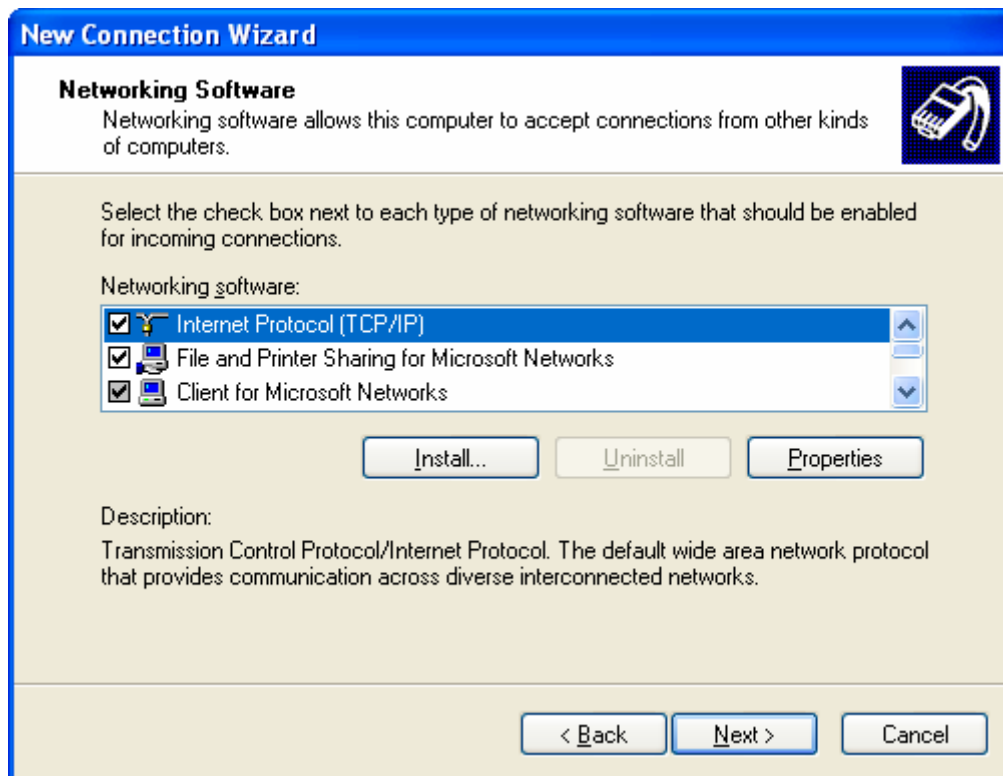 New Connection Wizard
Networking Software
Networking software allows this computer to accept connections from other kinds
of computers.
Select the check box next to each type of networking software that should be enabled
for incoming connections.
Networking software:
Internet Protocol (TCP/IP)
File and Printer Sharing for Microsoft Networks
Client for Microsoft Networks
Install...
Uninstall
Properties
Description:
Transmission Control Protocol/Internet Protocol. The default wide area network protocol
that provides communication across diverse interconnected networks.
< Back
Next >
Cancel